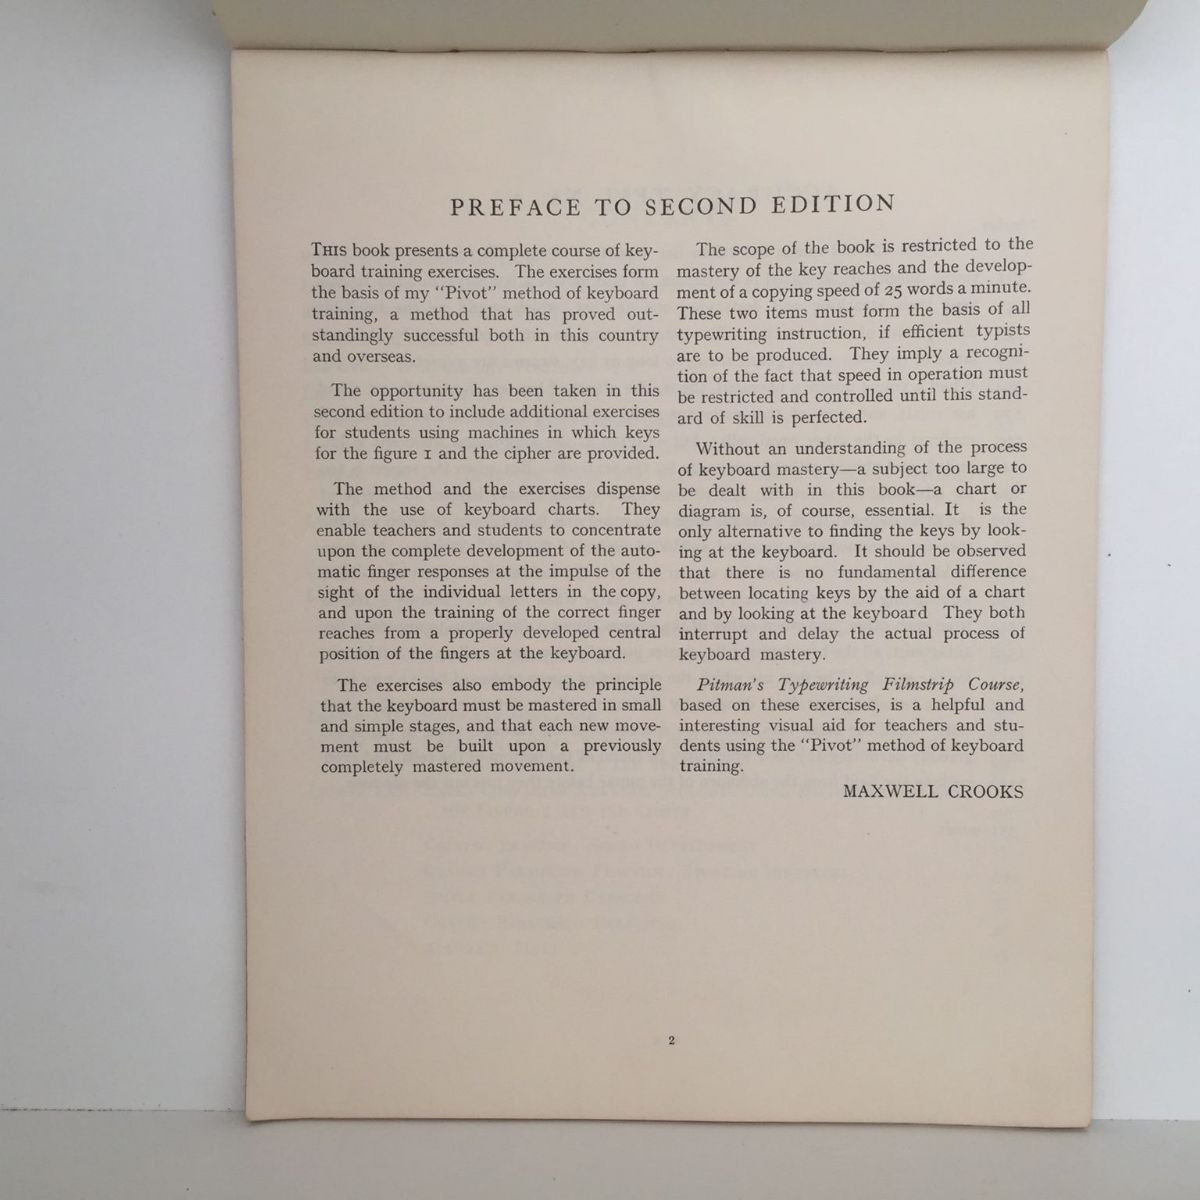 PREFACE TO SECOND EDITION
THIS book presents a complete course of key-
board training exercises. The exercises form
the basis of my "Pivot" method of keyboard
training, a method that has proved out-
standingly successful both in this country
and overseas.
The opportunity has been taken in this
second edition to include additional exercises
for students using machines in which keys
for the figure 1 and the cipher are provided.
The method and the exercises dispense
with the use of keyboard charts. They
enable teachers and students to concentrate
upon the complete development of the auto-
matic finger responses at the impulse of the
sight of the individual letters in the copy,
and upon the training of the correct finger
reaches from a properly developed central
position of the fingers at the keyboard.
The exercises also embody the principle
that the keyboard must be mastered in small
and simple stages, and that each new move-
ment must be built upon a previously
completely mastered movement.
The scope of the book is restricted to the
mastery of the key reaches and the develop-
ment of a copying speed of 25 words a minute.
These two items must form the basis of all
typewriting instruction, if efficient typists
are to be produced. They imply a recogni-
tion of the fact that speed in operation must
be restricted and controlled until this stand-
ard of skill is perfected.
Without an understanding of the process
of keyboard mastery—a subject too large to
be dealt with in this book—a chart or
diagram is, of course, essential. It is the
only alternative to finding the keys by look-
ing at the keyboard. It should be observed
that there is no fundamental difference
between locating keys by the aid of a chart
and by looking at the keyboard They both
interrupt and delay the actual process of
keyboard mastery.
Pitman's Typewriting Filmstrip Course,
based on these exercises, is a helpful and
interesting visual aid for teachers and stu-
dents using the "Pivot" method of keyboard
training.
MAXWELL CROOKS
2